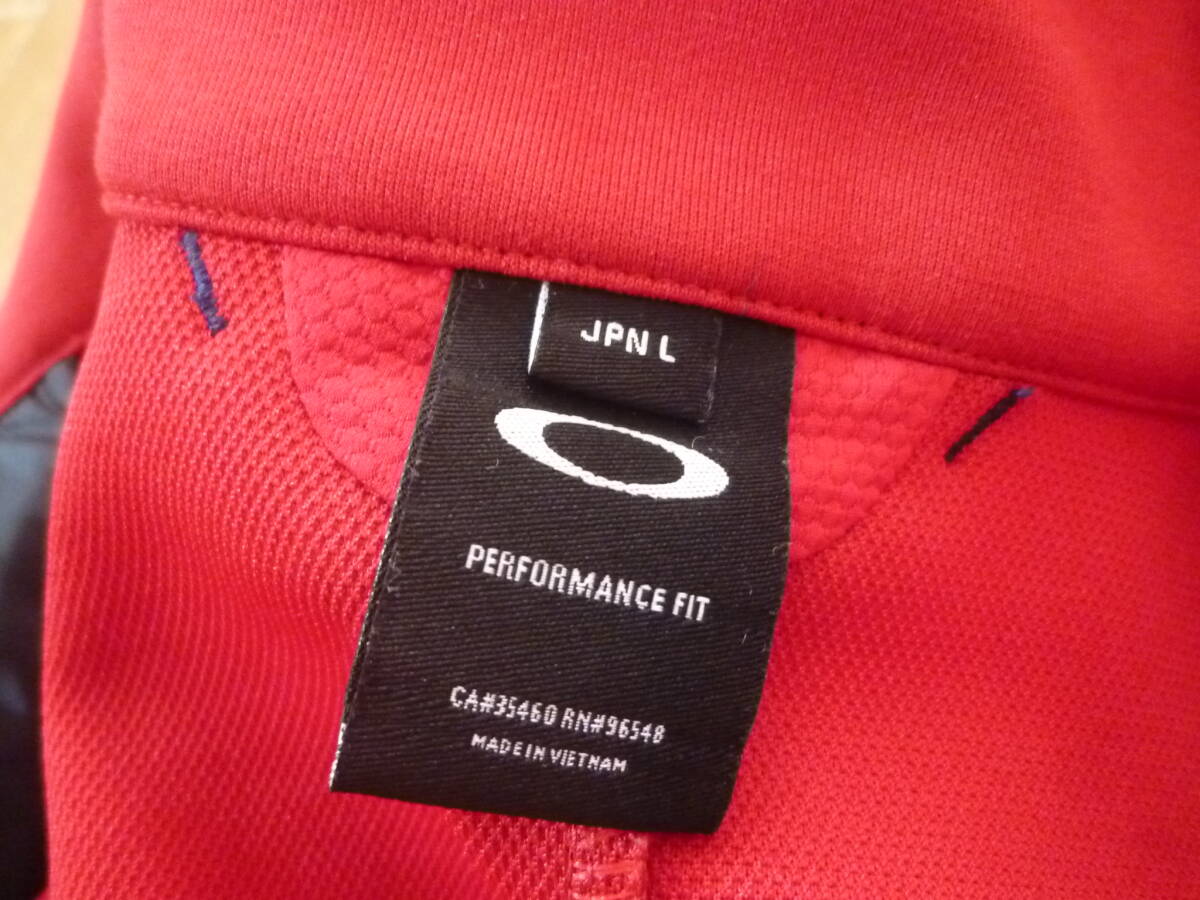 JPN L
PERFORMANCE FIT
CA#35460 RN#96548
MADE IN VIETNAM